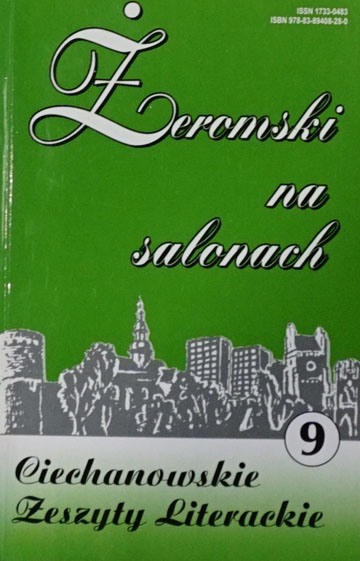 ISSN 1733-0483
ISBN 978-83-89408-28-0
Żeromski
na
salonach
9
Ciechanowskie
Zeszyty Literackie